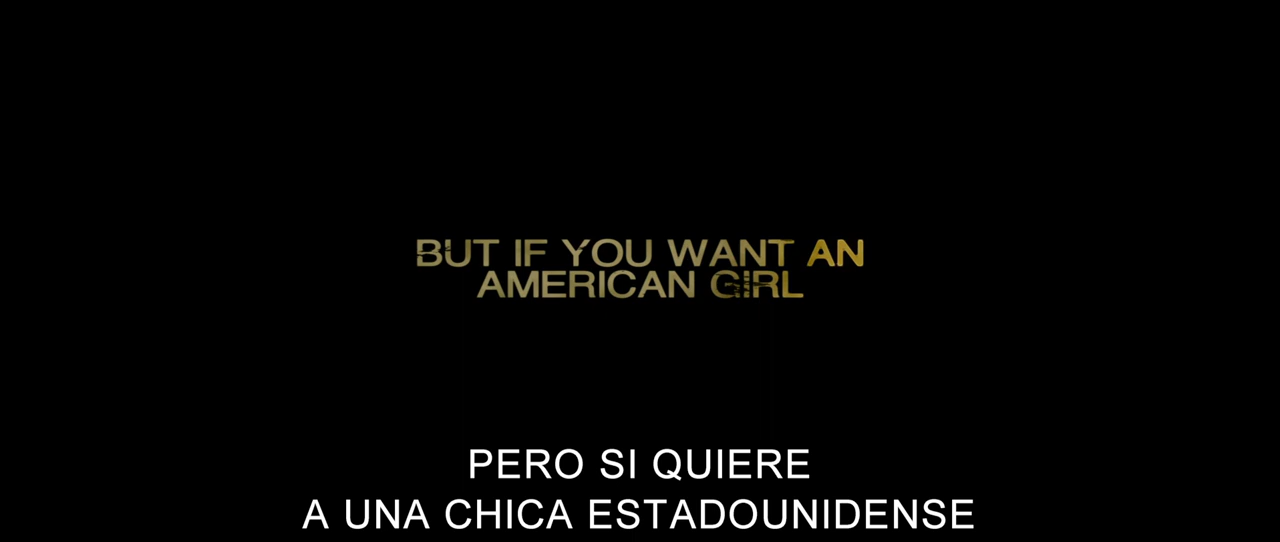 BUT IF YOU WANT AN
AMERICAN GIRL
PERO SI QUIERE
A UNA CHICA ESTADOUNIDENSE